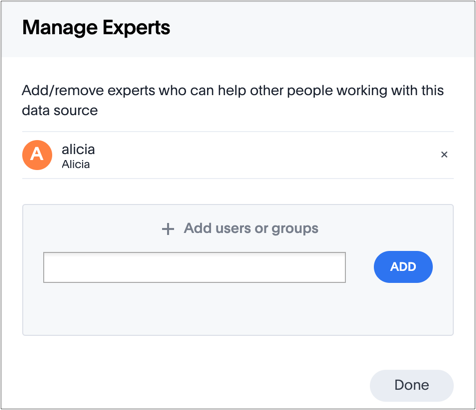 Manage Experts
Add/remove experts who can help other people working with this
data source
A
alicia
Alicia
×
+ Add users or groups
ADD
Done